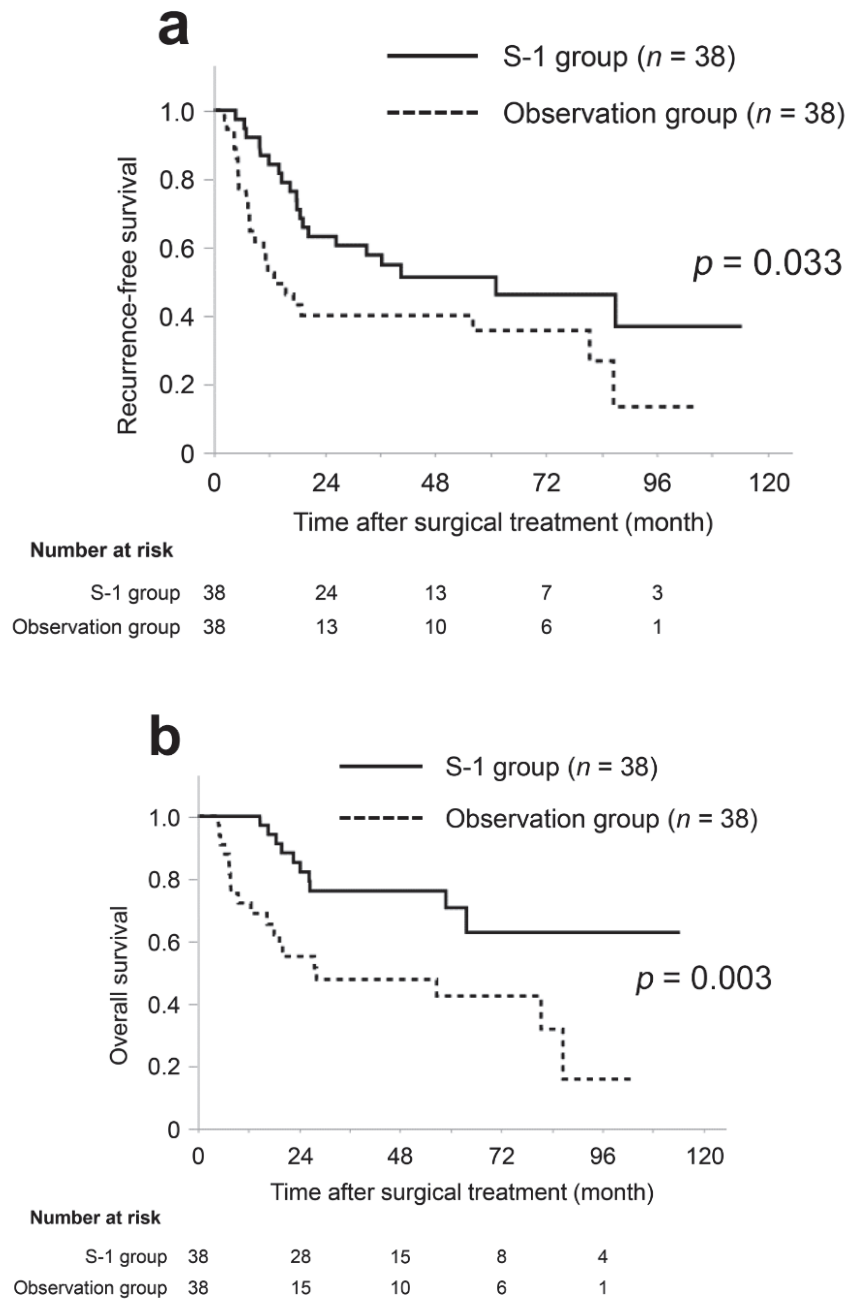 a
S-1 group (n = 38)
Observation group (n = 38)
1.0
0.8
0.6
0.4
0.2
0
Recurrence-free survival
p = 0.033
0 24 48 72 96 120
Time after surgical treatment (month)
Number at risk
S-1 group 38 24 13 7 3
Observation group 38 13 10 6 1
b
S-1 group (n = 38)
Observation group (n = 38)
1.0
0.8
0.6
0.4
0.2
0
Overall survival
p = 0.003
0 24 48 72 96 120
Time after surgical treatment (month)
Number at risk
S-1 group 38 28 15 8 4
Observation group 38 15 10 6 1